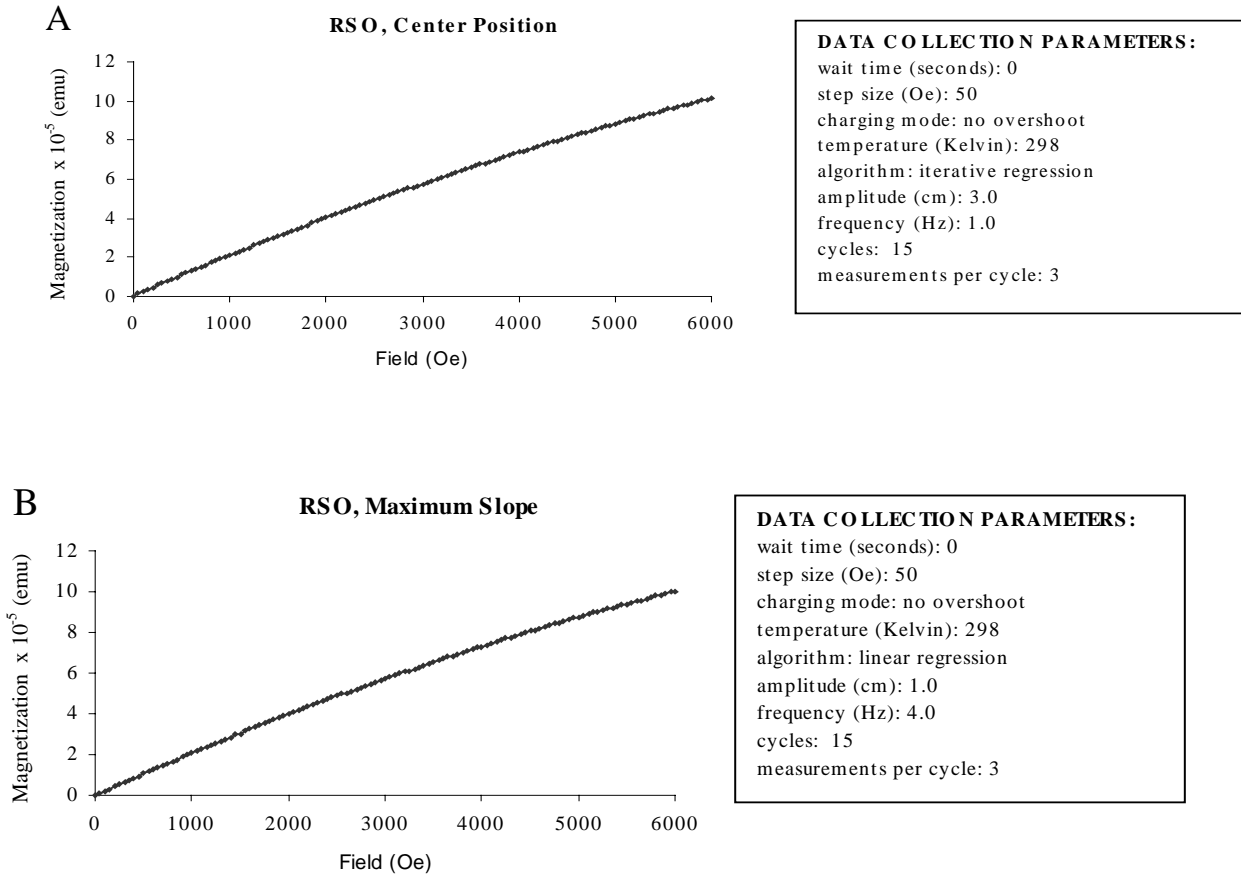 A
RSO, Center Position
Magnetization x 10⁻⁵ (emu)
12
10
8
6
4
2
0
0 1000 2000 3000 4000 5000 6000
Field (Oe)
DATA COLLECTION PARAMETERS:
wait time (seconds): 0
step size (Oe): 50
charging mode: no overshoot
temperature (Kelvin): 298
algorithm: iterative regression
amplitude (cm): 3.0
frequency (Hz): 1.0
cycles: 15
measurements per cycle: 3
B
RSO, Maximum Slope
Magnetization x 10⁻⁵ (emu)
12
10
8
6
4
2
0
0 1000 2000 3000 4000 5000 6000
Field (Oe)
DATA COLLECTION PARAMETERS:
wait time (seconds): 0
step size (Oe): 50
charging mode: no overshoot
temperature (Kelvin): 298
algorithm: linear regression
amplitude (cm): 1.0
frequency (Hz): 4.0
cycles: 15
measurements per cycle: 3